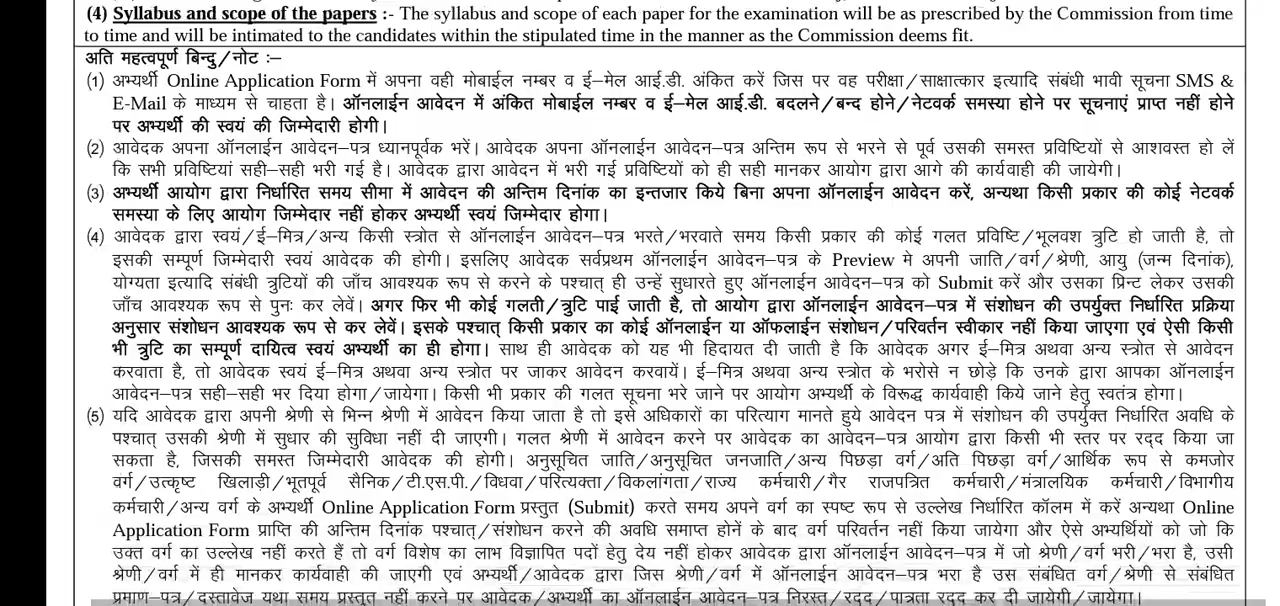 (4) Syllabus and scope of the papers :- The syllabus and scope of each paper for the examination will be as prescribed by the Commission from time
to time and will be intimated to the candidates within the stipulated time in the manner as the Commission deems fit.
अति महत्वपूर्ण बिन्दु/नोट :–
(1) अभ्यर्थी Online Application Form में अपना वही मोबाईल नम्बर व ई–मेल आई.डी. अंकित करें जिस पर वह परीक्षा/साक्षात्कार इत्यादि संबंधी भावी सूचना SMS &
E-Mail के माध्यम से चाहता है। ऑनलाईन आवेदन में अंकित मोबाईल नम्बर व ई–मेल आई.डी. बदलने/बन्द होने/नेटवर्क समस्या होने पर सूचनाएं प्राप्त नहीं होने
पर अभ्यर्थी की स्वयं की जिम्मेदारी होगी।
(2) आवेदक अपना ऑनलाईन आवेदन–पत्र ध्यानपूर्वक भरें। आवेदक अपना ऑनलाईन आवेदन–पत्र अन्तिम रूप से भरने से पूर्व उसकी समस्त प्रविष्टियों से आशवस्त हो लें
कि सभी प्रविष्टियां सही–सही भरी गई है। आवेदक द्वारा आवेदन में भरी गई प्रविष्टियों को ही सही मानकर आयोग द्वारा आगे की कार्यवाही की जायेगी।
(3) अभ्यर्थी आयोग द्वारा निर्धारित समय सीमा में आवेदन की अन्तिम दिनांक का इन्तजार किये बिना अपना ऑनलाईन आवेदन करें, अन्यथा किसी प्रकार की कोई नेटवर्क
समस्या के लिए आयोग जिम्मेदार नहीं होकर अभ्यर्थी स्वयं जिम्मेदार होगा।
(4) आवेदक द्वारा स्वयं/ई–मित्र/अन्य किसी स्त्रोत से ऑनलाईन आवेदन–पत्र भरते/भरवाते समय किसी प्रकार की कोई गलत प्रविष्टि/भूलवश त्रुटि हो जाती है, तो
इसकी सम्पूर्ण जिम्मेदारी स्वयं आवेदक की होगी। इसलिए आवेदक सर्वप्रथम ऑनलाईन आवेदन–पत्र के Preview मे अपनी जाति/वर्ग/श्रेणी, आयु (जन्म दिनांक),
योग्यता इत्यादि संबंधी त्रुटियों की जाँच आवश्यक रूप से करने के पश्चात् ही उन्हें सुधारते हुए ऑनलाईन आवेदन–पत्र को Submit करें और उसका प्रिन्ट लेकर उसकी
जाँच आवश्यक रूप से पुनः कर लेवें। अगर फिर भी कोई गलती/त्रुटि पाई जाती है, तो आयोग द्वारा ऑनलाईन आवेदन–पत्र में संशोधन की उपर्युक्त निर्धारित प्रक्रिया
अनुसार संशोधन आवश्यक रूप से कर लेवें। इसके पश्चात् किसी प्रकार का कोई ऑनलाईन या ऑफलाईन संशोधन/परिवर्तन स्वीकार नहीं किया जाएगा एवं ऐसी किसी
भी त्रुटि का सम्पूर्ण दायित्व स्वयं अभ्यर्थी का ही होगा। साथ ही आवेदक को यह भी हिदायत दी जाती है कि आवेदक अगर ई–मित्र अथवा अन्य स्त्रोत से आवेदन
करवाता है, तो आवेदक स्वयं ई–मित्र अथवा अन्य स्त्रोत पर जाकर आवेदन करवायें। ई–मित्र अथवा अन्य स्त्रोत के भरोसे न छोड़े कि उनके द्वारा आपका ऑनलाईन
आवेदन–पत्र सही–सही भर दिया होगा/जायेगा। किसी भी प्रकार की गलत सूचना भरे जाने पर आयोग अभ्यर्थी के विरूद्ध कार्यवाही किये जाने हेतु स्वतंत्र होगा।
(5) यदि आवेदक द्वारा अपनी श्रेणी से भिन्न श्रेणी में आवेदन किया जाता है तो इसे अधिकारों का परित्याग मानते हुये आवेदन पत्र में संशोधन की उपर्युक्त निर्धारित अवधि के
पश्चात् उसकी श्रेणी में सुधार की सुविधा नहीं दी जाएगी। गलत श्रेणी में आवेदन करने पर आवेदक का आवेदन–पत्र आयोग द्वारा किसी भी स्तर पर रद्द किया जा
सकता है, जिसकी समस्त जिम्मेदारी आवेदक की होगी। अनुसूचित जाति/अनुसूचित जनजाति/अन्य पिछड़ा वर्ग/अति पिछड़ा वर्ग/आर्थिक रूप से कमजोर
वर्ग/उत्कृष्ट खिलाड़ी/भूतपूर्व सैनिक/टी.एस.पी./विधवा/परित्यक्ता/विकलांगता/राज्य कर्मचारी/गैर राजपत्रित कर्मचारी/मंत्रालयिक कर्मचारी/विभागीय
कर्मचारी/अन्य वर्ग के अभ्यर्थी Online Application Form प्रस्तुत (Submit) करते समय अपने वर्ग का स्पष्ट रूप से उल्लेख निर्धारित कॉलम में करें अन्यथा Online
Application Form प्राप्ति की अन्तिम दिनांक पश्चात्/संशोधन करने की अवधि समाप्त होनें के बाद वर्ग परिवर्तन नहीं किया जायेगा और ऐसे अभ्यर्थियों को जो कि
उक्त वर्ग का उल्लेख नहीं करते हैं तो वर्ग विशेष का लाभ विज्ञापित पदों हेतु देय नहीं होकर आवेदक द्वारा ऑनलाईन आवेदन–पत्र में जो श्रेणी/वर्ग भरी/भरा है, उसी
श्रेणी/वर्ग में ही मानकर कार्यवाही की जाएगी एवं अभ्यर्थी/आवेदक द्वारा जिस श्रेणी/वर्ग में ऑनलाईन आवेदन–पत्र भरा है उस संबंधित वर्ग/श्रेणी से संबंधित
प्रमाण–पत्र/दस्तावेज यथा समय प्रस्तुत नहीं करने पर आवेदक/अभ्यर्थी का ऑनलाईन आवेदन–पत्र निरस्त/रदद/पात्रता रदद कर दी जायेगी/जायेगा।